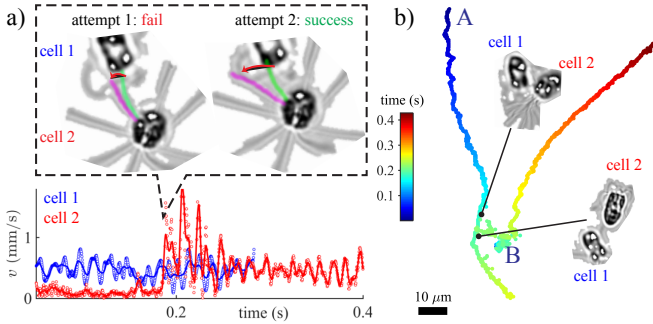 a)
attempt 1: fail
attempt 2: success
cell 1
cell 2
cell 1
cell 2
v (mm/s)
1
0
0.2
0.4
time (s)
b)
A
cell 1
cell 2
time (s)
0.4
0.3
0.2
0.1
cell 2
B
cell 1
10 μm